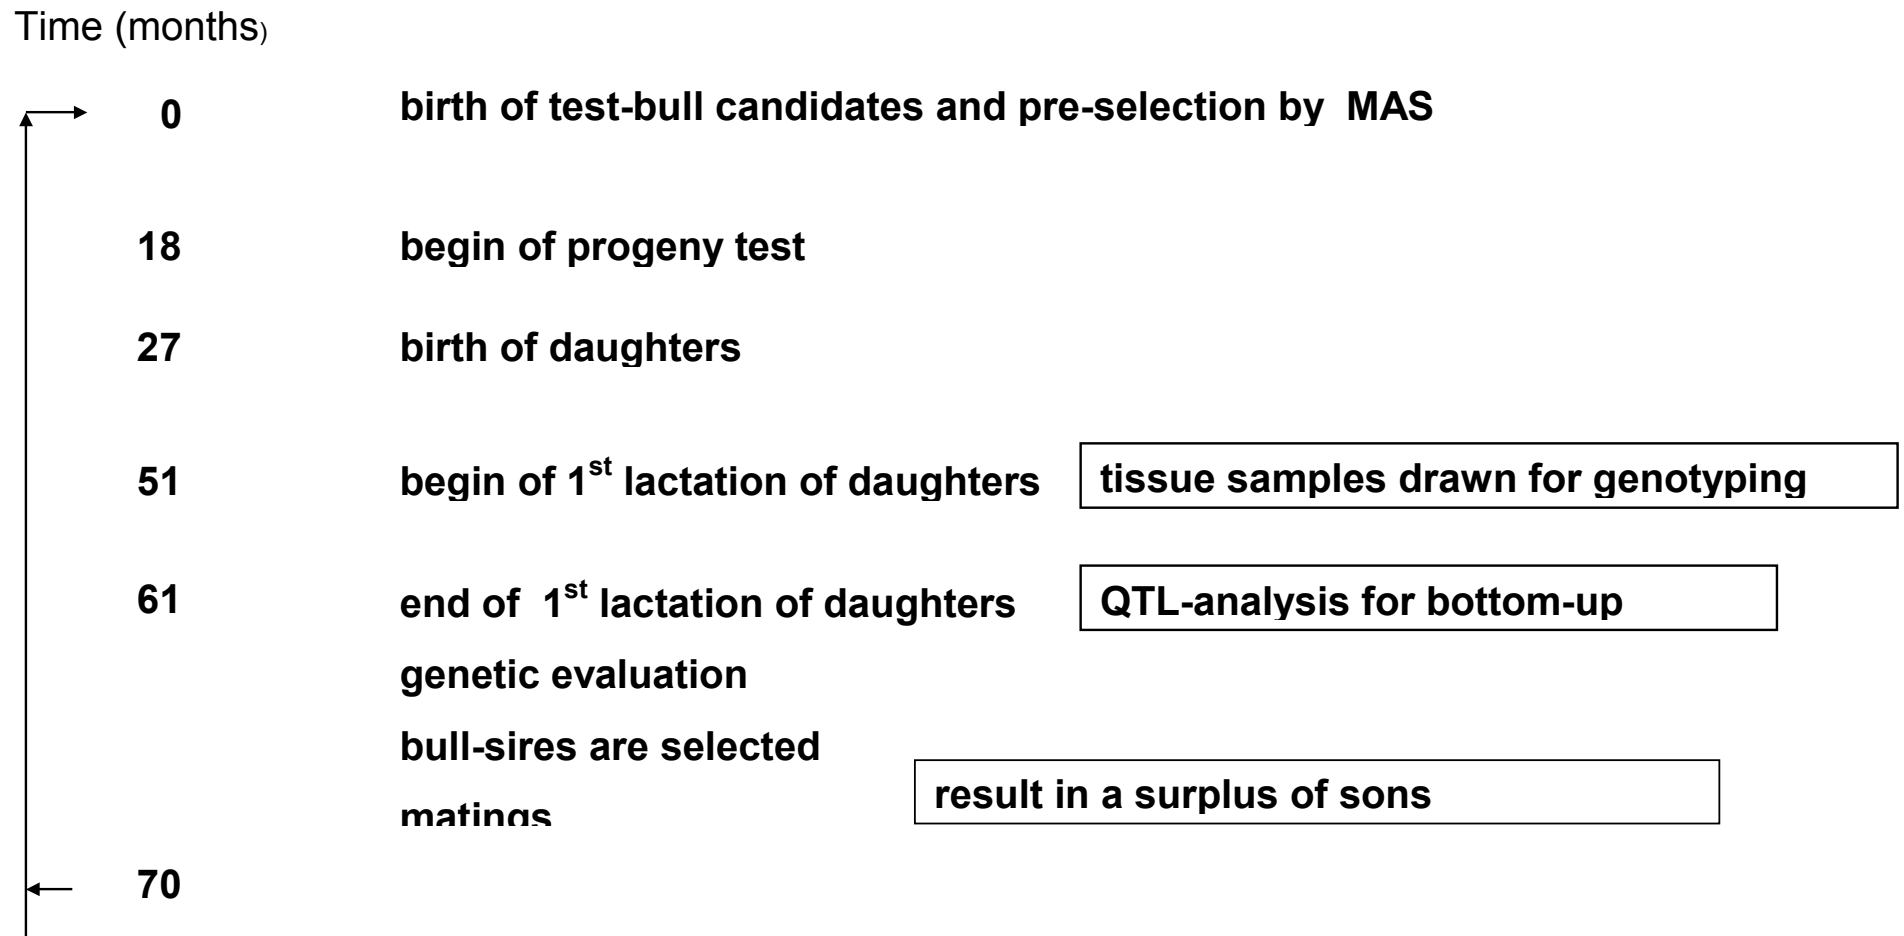 Time (months)
0 birth of test-bull candidates and pre-selection by MAS
18 begin of progeny test
27 birth of daughters
51 begin of 1st lactation of daughters tissue samples drawn for genotyping
61 end of 1st lactation of daughters QTL-analysis for bottom-up
genetic evaluation
bull-sires are selected
matings result in a surplus of sons
70